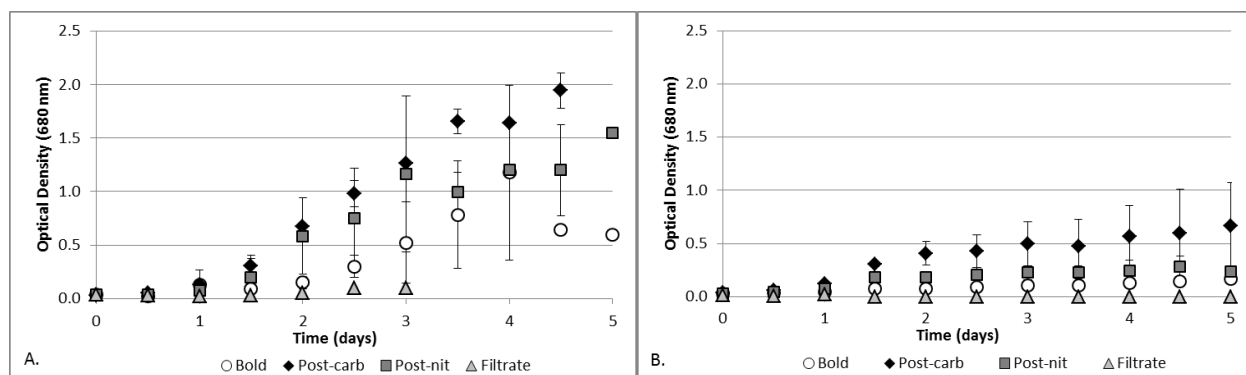 2.5
2.0
1.5
1.0
0.5
0.0
Optical Density (680 nm)
0 1 2 3 4 5
Time (days)
A.
Bold Post-carb Post-nit Filtrate
2.5
2.0
1.5
1.0
0.5
0.0
Optical Density (680 nm)
0 1 2 3 4 5
Time (days)
B.
Bold Post-carb Post-nit Filtrate